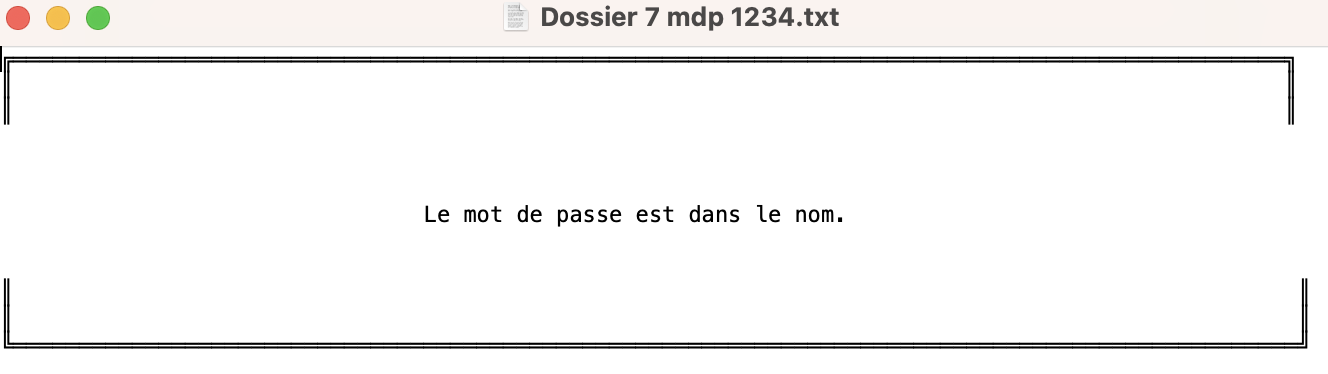 Dossier 7 mdp 1234.txt
Le mot de passe est dans le nom.